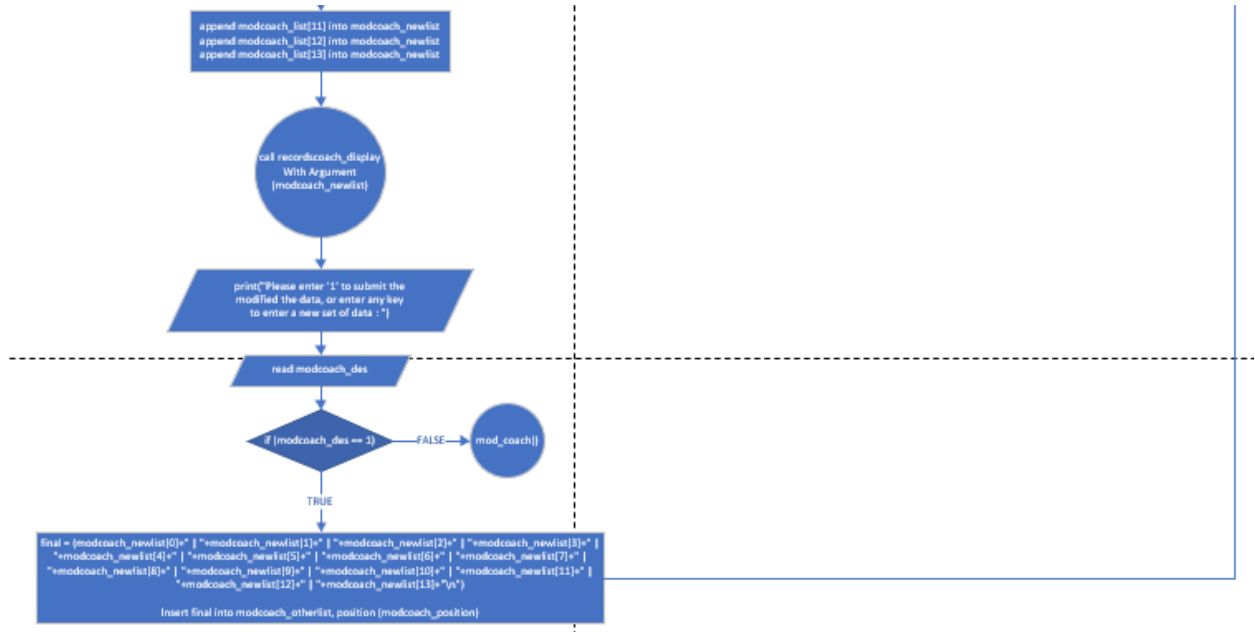 append modcoach_list[11] into modcoach_newlist
append modcoach_list[12] into modcoach_newlist
append modcoach_list[13] into modcoach_newlist
call recordscoach_display
With Argument
(modcoach_newlist)
print("Please enter '1' to submit the
modified the data, or enter any key
to enter a new set of data : ")
read modcoach_des
if (modcoach_des == 1)
FALSE
mod_coach()
TRUE
final = (modcoach_newlist[0]+" || "+modcoach_newlist[1]+" || "+modcoach_newlist[2]+" || "+modcoach_newlist[3]+" ||
"+modcoach_newlist[4]+" | "+modcoach_newlist[5]+" | "+modcoach_newlist[6]+" | "+modcoach_newlist[7]+" |
"+modcoach_newlist[8]+" | "+modcoach_newlist[9]+" | "+modcoach_newlist[10]+" | "+modcoach_newlist[11]+" ||
"+modcoach_newlist[12]+" || "+modcoach_newlist[13]+"\n")
Insert final into modcoach_otherlist, position (modcoach_position)